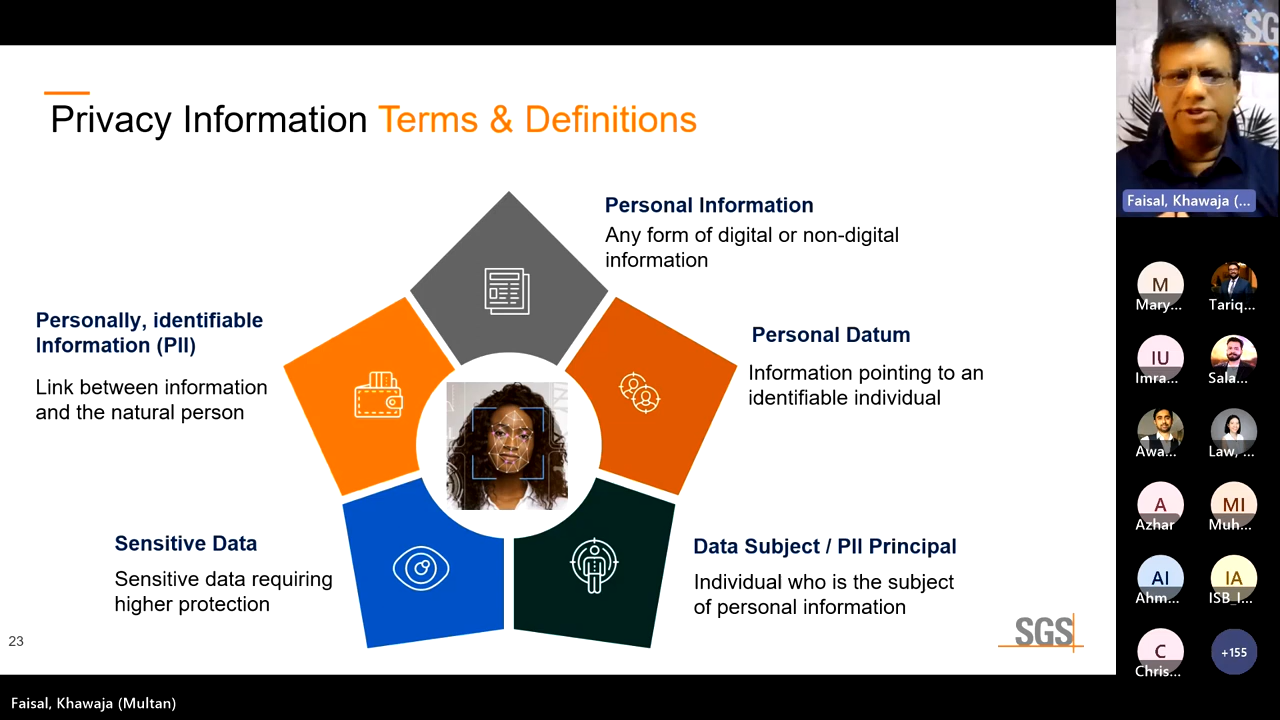 Privacy Information Terms & Definitions
Personal Information
Any form of digital or non-digital
information
Personally, identifiable
Information (PII)
Link between information
and the natural person
Personal Datum
Information pointing to an
identifiable individual
Sensitive Data
Sensitive data requiring
higher protection
Data Subject / PII Principal
Individual who is the subject
of personal information
23
SGS
SG
Faisal, Khawaja (...
M
Mary...
Tariq...
IU
Imra...
Sala...
Awa...
Law, ...
A
Azhar
MI
Muh...
AI
Ahm...
IA
ISB_I...
C
Chris...
+155
Faisal, Khawaja (Multan)